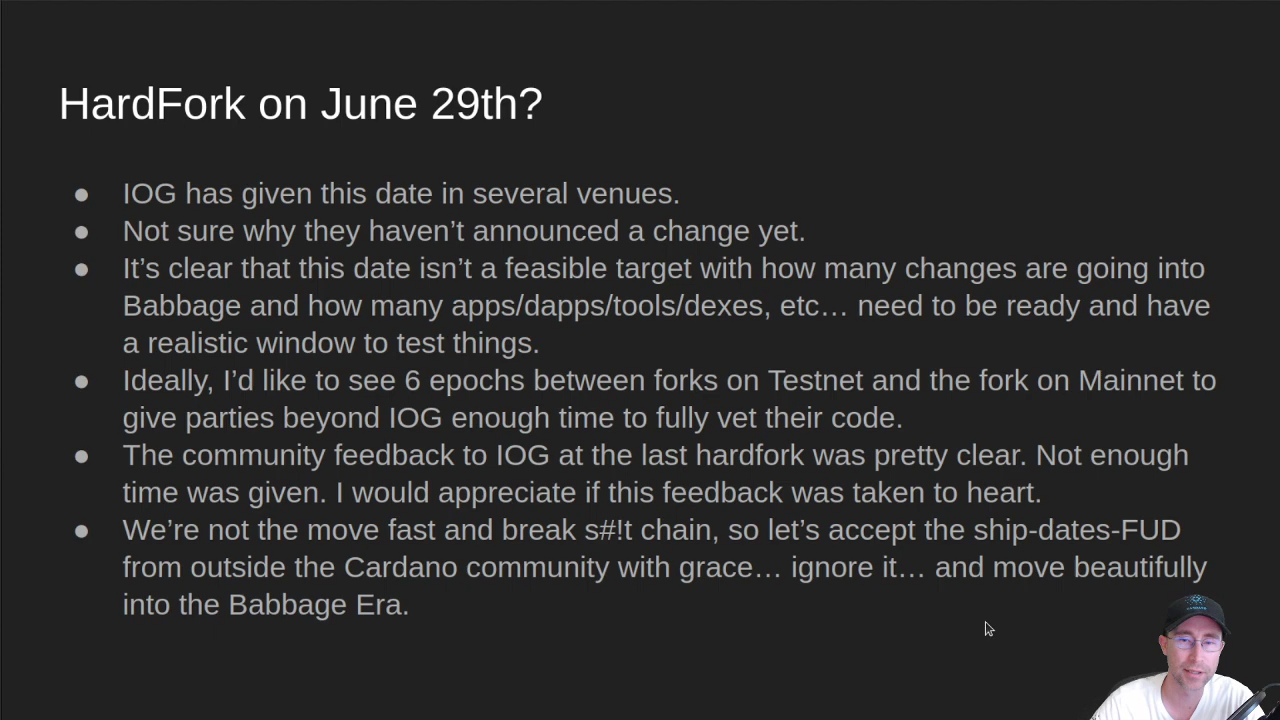 HardFork on June 29th?
● IOG has given this date in several venues.
● Not sure why they haven’t announced a change yet.
● It’s clear that this date isn’t a feasible target with how many changes are going into
Babbage and how many apps/dapps/tools/dexes, etc… need to be ready and have
a realistic window to test things.
● Ideally, I’d like to see 6 epochs between forks on Testnet and the fork on Mainnet to
give parties beyond IOG enough time to fully vet their code.
● The community feedback to IOG at the last hardfork was pretty clear. Not enough
time was given. I would appreciate if this feedback was taken to heart.
● We’re not the move fast and break s#!t chain, so let’s accept the ship-dates-FUD
from outside the Cardano community with grace… ignore it… and move beautifully
into the Babbage Era.